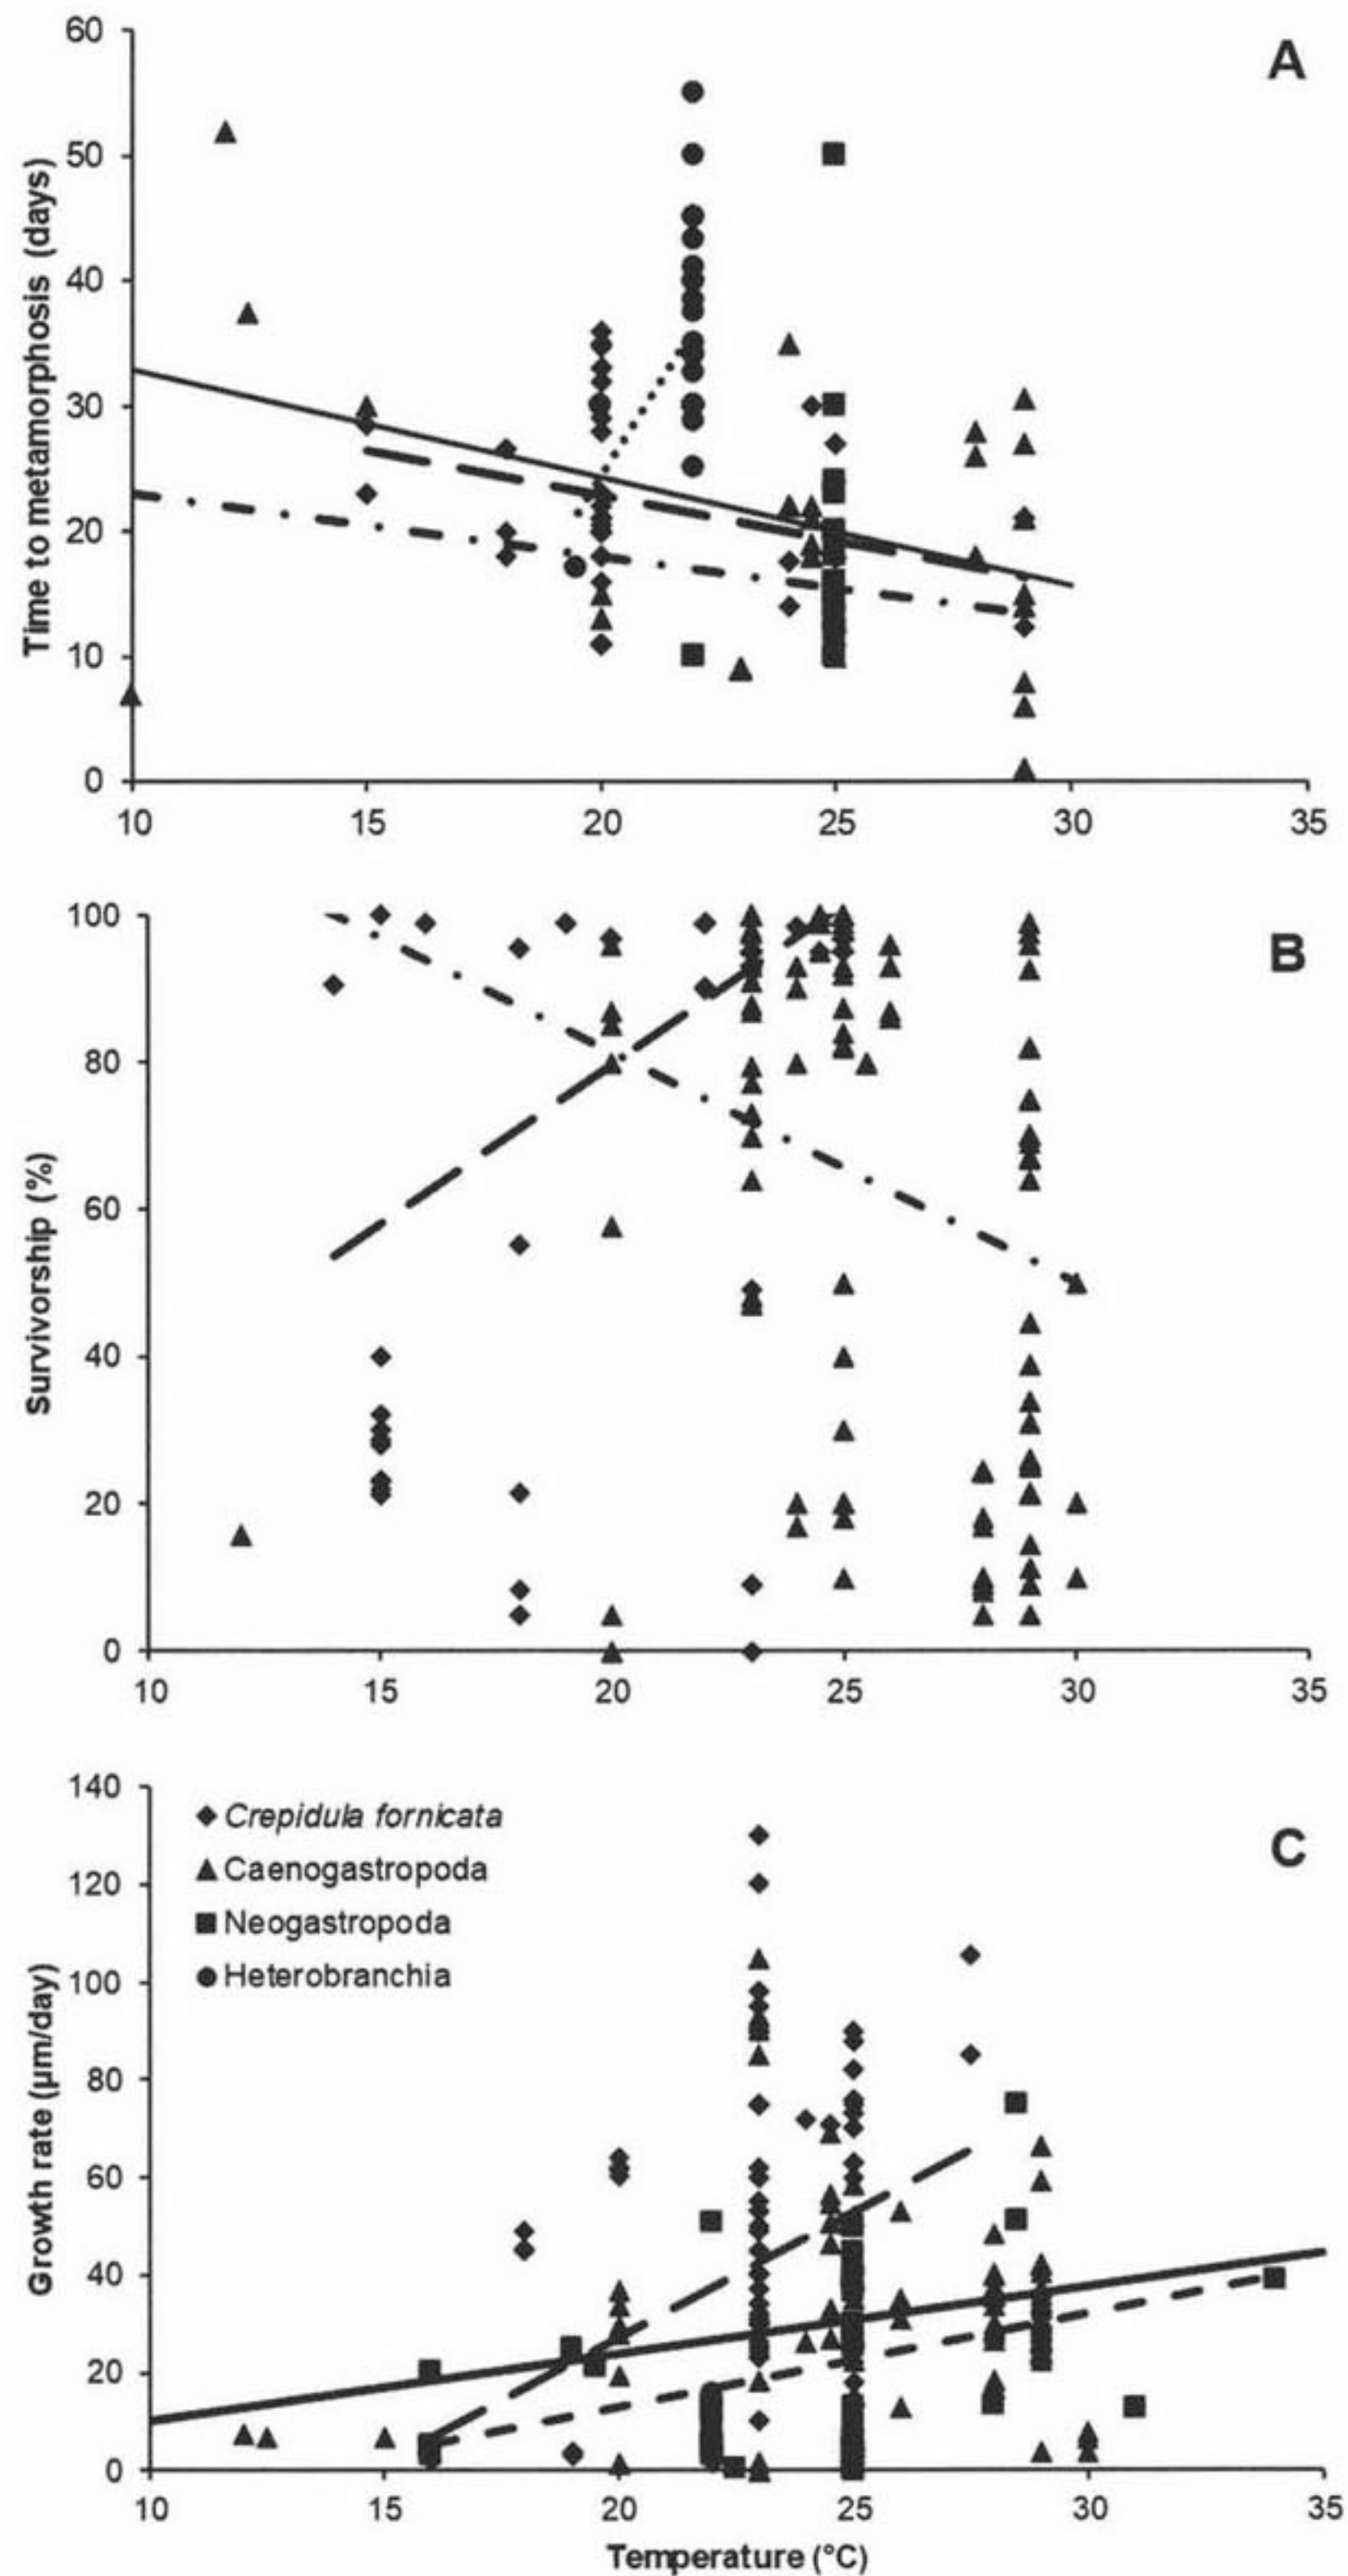 A
Time to metamorphosis (days)
60
50
40
30
20
10
0
10 15 20 25 30 35
B
Survivorship (%)
100
80
60
40
20
0
10 15 20 25 30 35
C
Growth rate (µm/day)
140
120
100
80
60
40
20
0
Crepidula fornicata
Caenogastropoda
Neogastropoda
Heterobranchia
10 15 20 25 30 35
Temperature (°C)